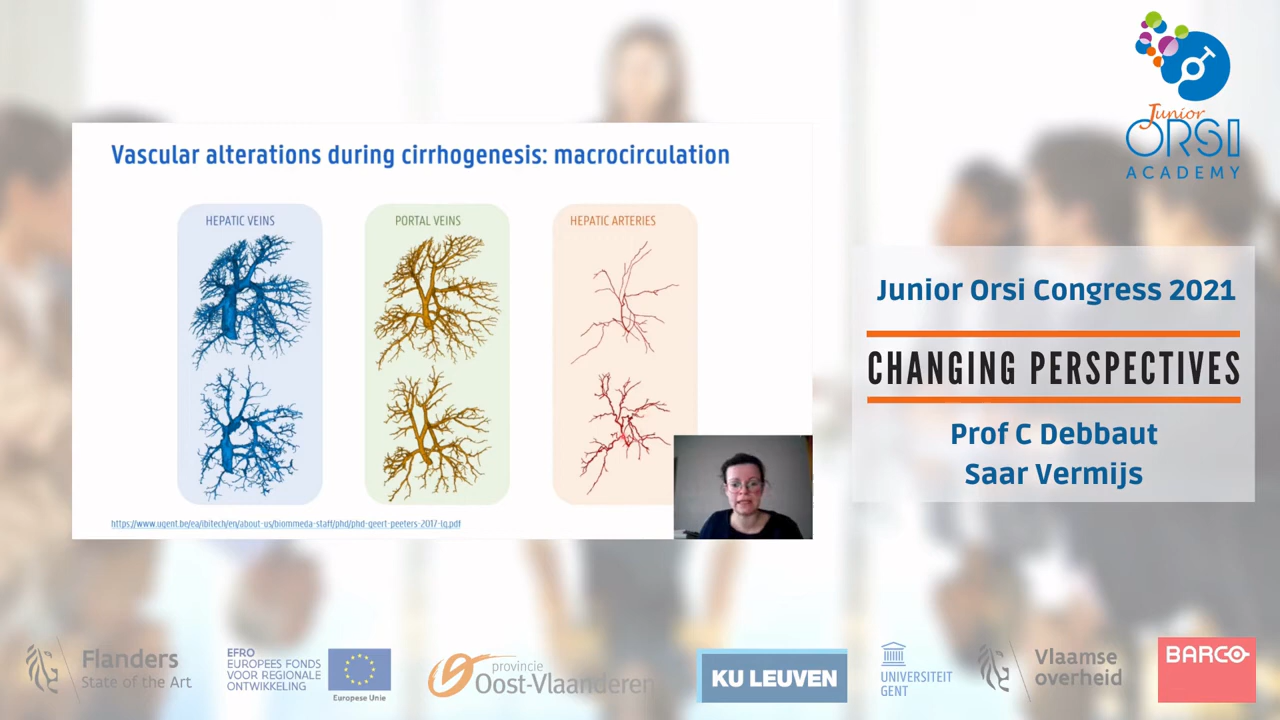 Junior
ORSI
ACADEMY
Vascular alterations during cirrhogenesis: macrocirculation
HEPATIC VEINS
PORTAL VEINS
HEPATIC ARTERIES
https://www.ugent.be/ea/ibitech/en/about-us/biommeda-staff/phd/phd-geert-peeters-2017-lq.pdf
Junior Orsi Congress 2021
CHANGING PERSPECTIVES
Prof C Debbaut
Saar Vermijs
Flanders
State of the Art
EFRO
EUROPEES FONDS
VOOR REGIONALE
ONTWIKKELING
Europese Unie
provincie
Oost-Vlaanderen
KU LEUVEN
UNIVERSITEIT
GENT
Vlaamse
overheid
BARCO